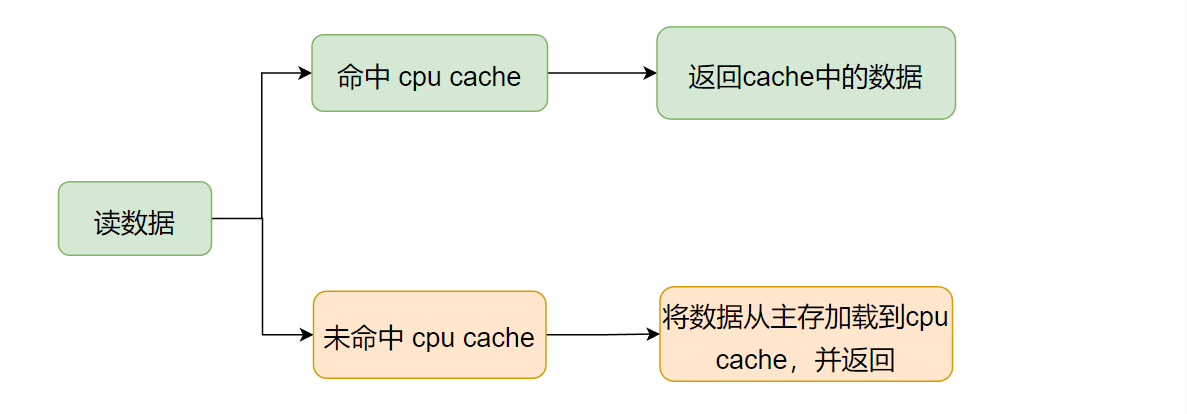 命中 cpu cache
返回cache中的数据
读数据
未命中 cpu cache
将数据从主存加载到cpu
cache，并返回